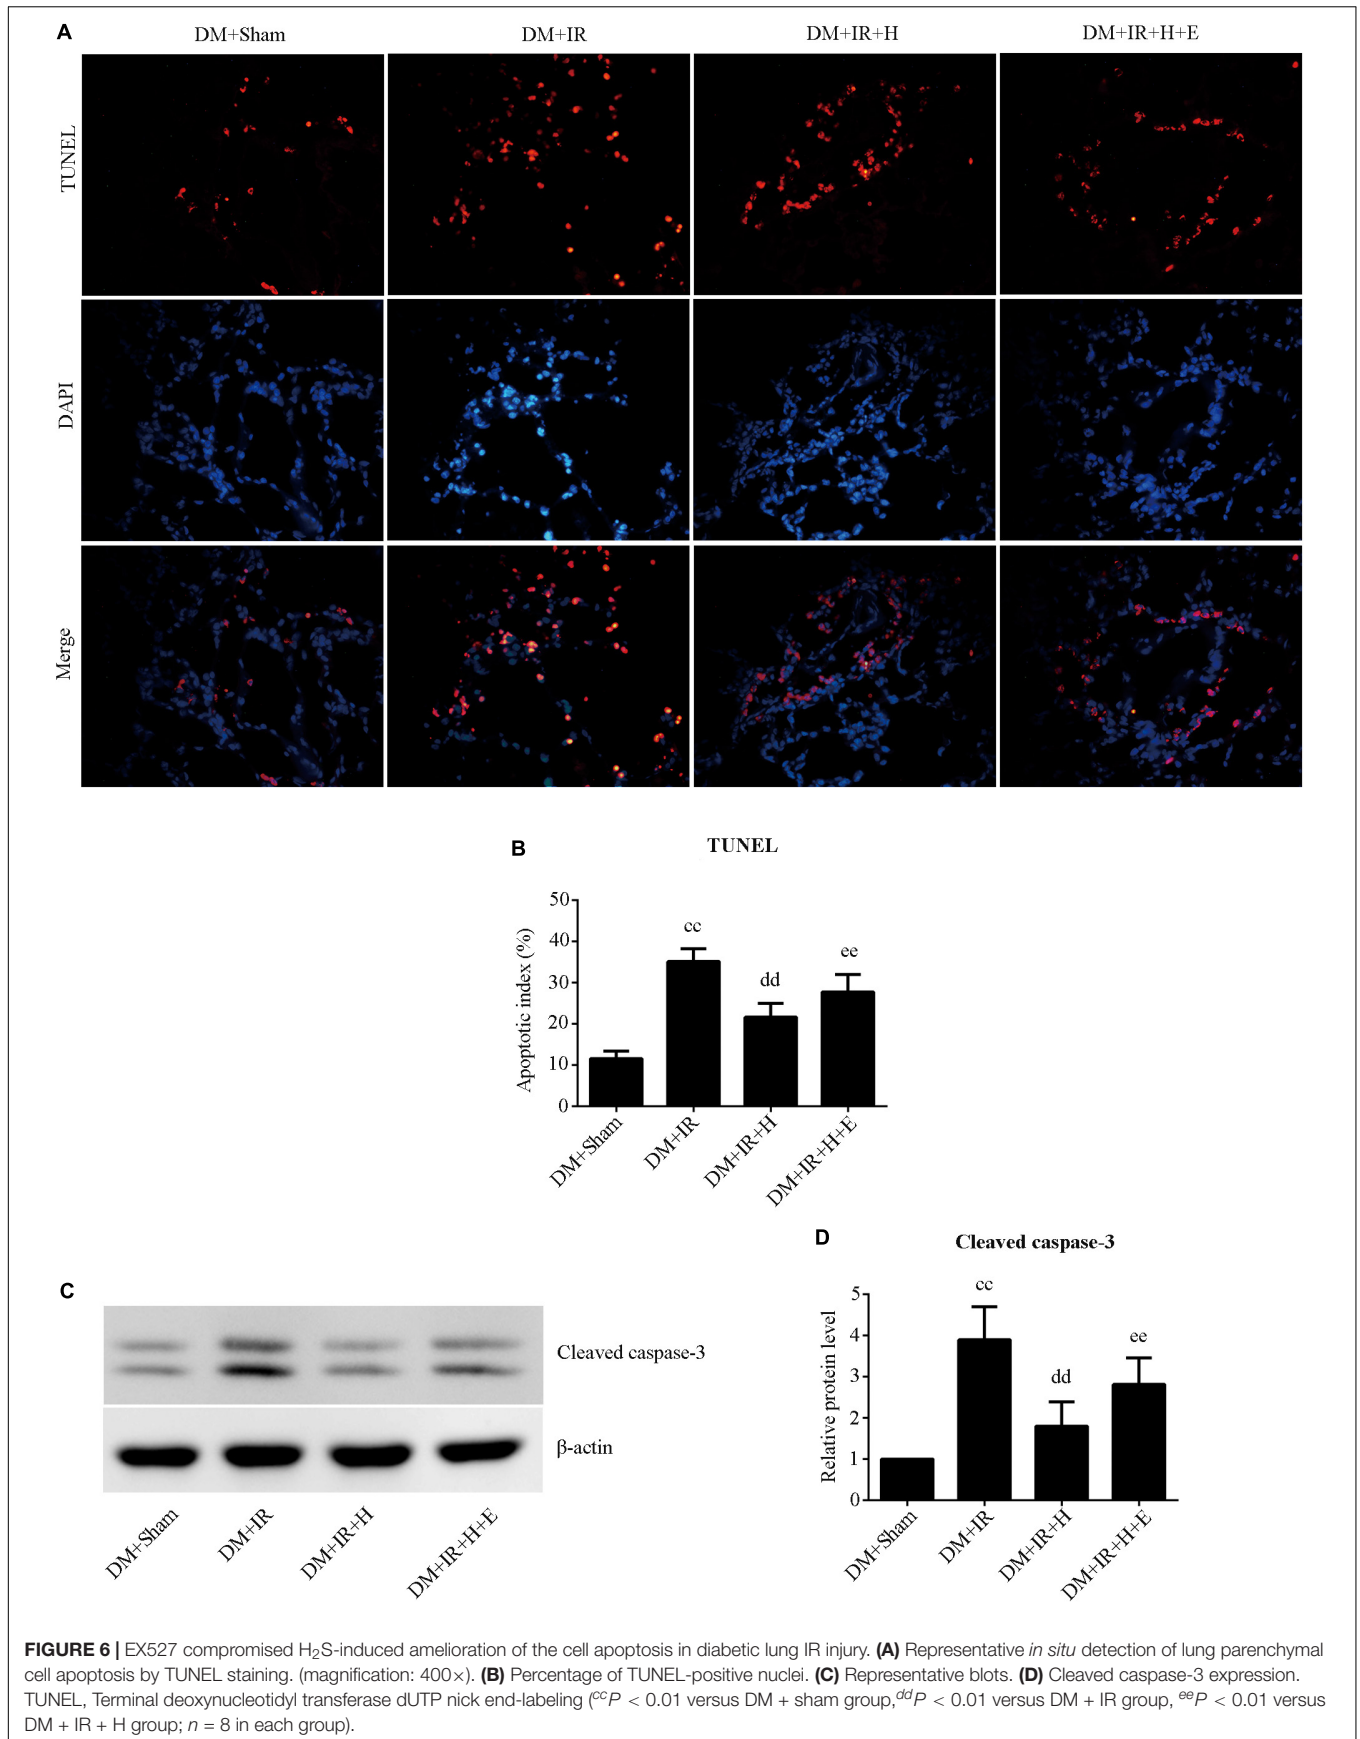 A
DM+Sham DM+IR DM+IR+H DM+IR+H+E
TUNEL
DAPI
Merge
B
TUNEL
Apoptotic index (%)
50
40
30
20
10
0
cc
dd
ee
DM+Sham
DM+IR
DM+IR+H
DM+IR+H+E
C
Cleaved caspase-3
β-actin
DM+Sham
DM+IR
DM+IR+H
DM+IR+H+E
D
Cleaved caspase-3
Relative protein level
5
4
3
2
1
0
cc
dd
ee
DM+Sham
DM+IR
DM+IR+H
DM+IR+H+E
FIGURE 6 | EX527 compromised H₂S-induced amelioration of the cell apoptosis in diabetic lung IR injury. (A) Representative in situ detection of lung parenchymal
cell apoptosis by TUNEL staining. (magnification: 400×). (B) Percentage of TUNEL-positive nuclei. (C) Representative blots. (D) Cleaved caspase-3 expression.
TUNEL, Terminal deoxynucleotidyl transferase dUTP nick end-labeling (ccP < 0.01 versus DM + sham group,ddP < 0.01 versus DM + IR group, eeP < 0.01 versus
DM + IR + H group; n = 8 in each group).